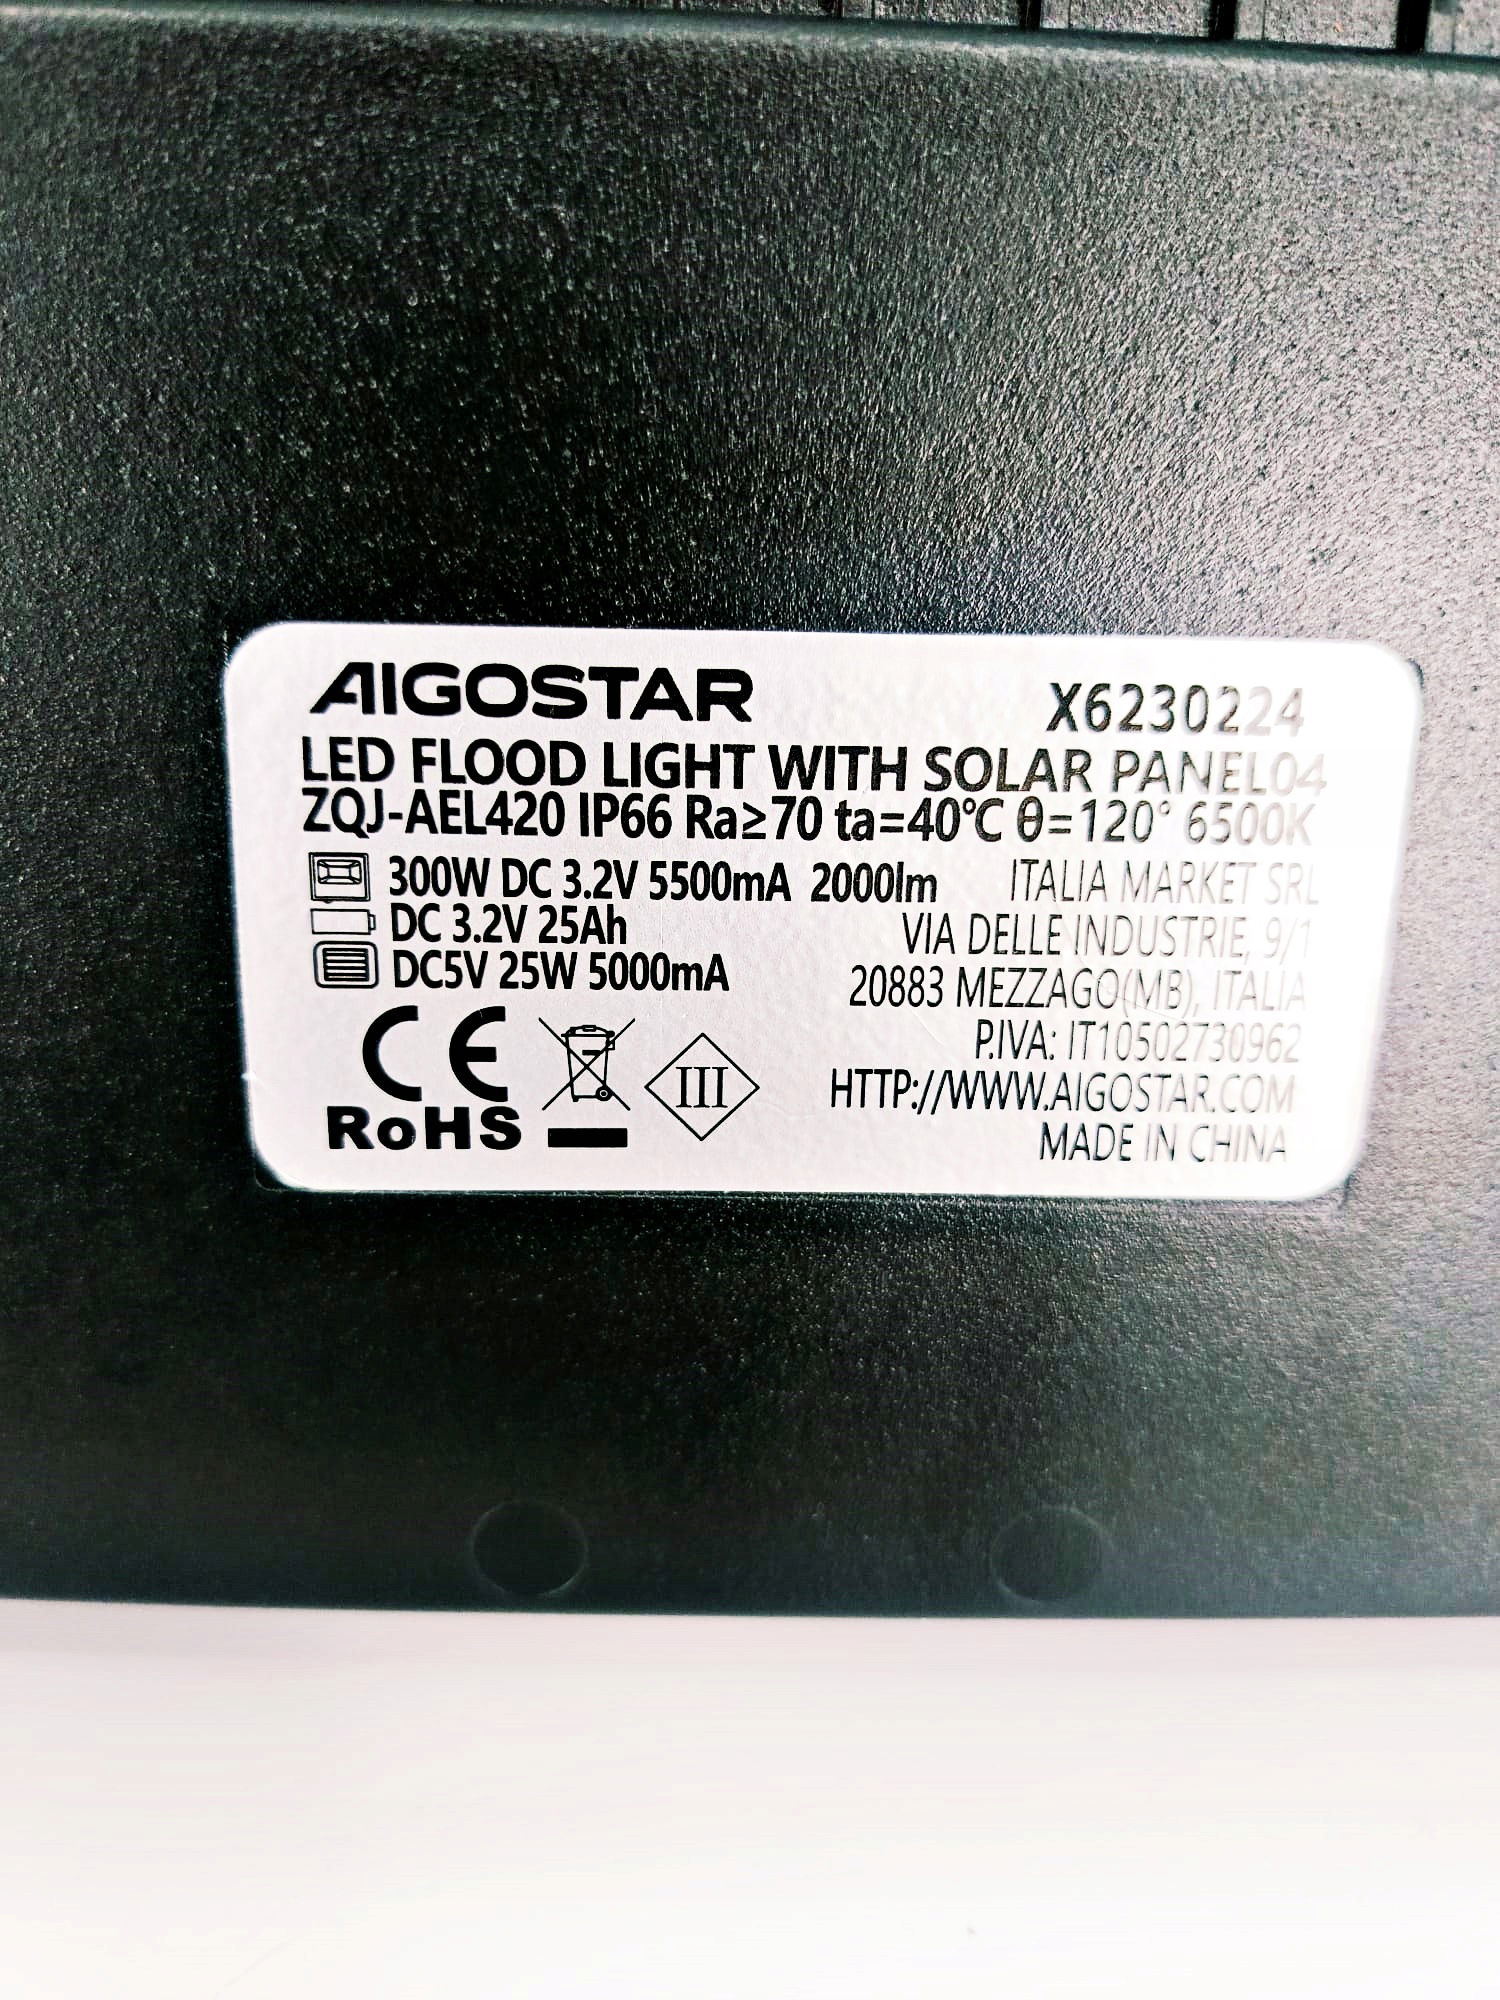 AIGOSTAR X6230224
LED FLOOD LIGHT WITH SOLAR PANEL04
ZQJ-AEL420 IP66 Ra≥70 ta=40°C θ=120° 6500K
300W DC 3.2V 5500mA 2000lm
DC 3.2V 25Ah
DC5V 25W 5000mA
CE
RoHS
III
ITALIA MARKET SRL
VIA DELLE INDUSTRIE, 9/1
20883 MEZZAGO(MB), ITALIA
P.IVA: IT10502730962
HTTP://WWW.AIGOSTAR.COM
MADE IN CHINA